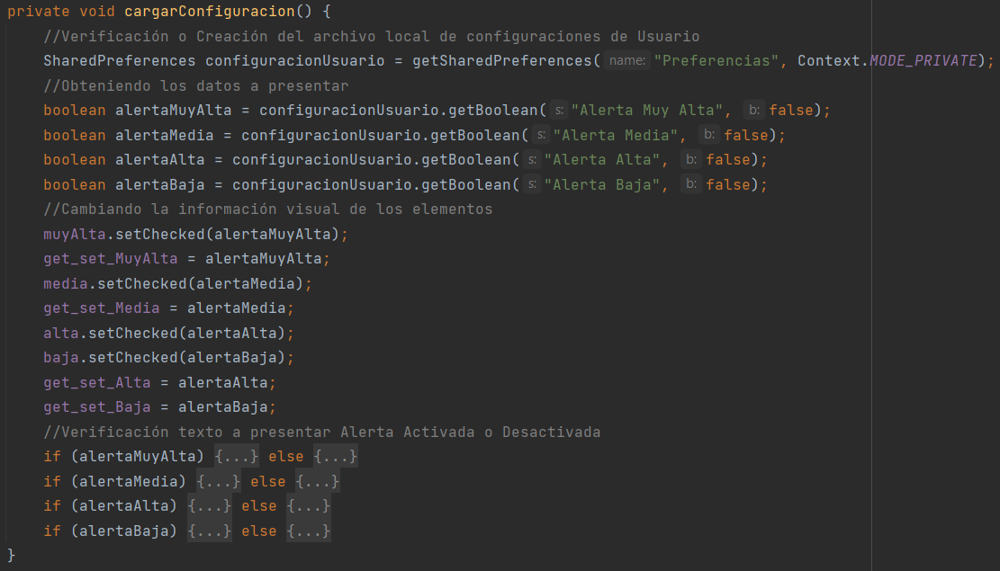 private void cargarConfiguracion() {
//Verificación o Creación del archivo local de configuraciones de Usuario
SharedPreferences configuracionUsuario = getSharedPreferences( name: "Preferencias", Context.MODE_PRIVATE);
//Obteniendo los datos a presentar
boolean alertaMuyAlta = configuracionUsuario.getBoolean( s: "Alerta Muy Alta", b: false);
boolean alertaMedia = configuracionUsuario.getBoolean( s: "Alerta Media", b: false);
boolean alertaAlta = configuracionUsuario.getBoolean( s: "Alerta Alta", b: false);
boolean alertaBaja = configuracionUsuario.getBoolean( s: "Alerta Baja", b: false);
//Cambiando la información visual de los elementos
muyAlta.setChecked(alertaMuyAlta);
get_set_MuyAlta = alertaMuyAlta;
media.setChecked(alertaMedia);
get_set_Media = alertaMedia;
alta.setChecked(alertaAlta);
baja.setChecked(alertaBaja);
get_set_Alta = alertaAlta;
get_set_Baja = alertaBaja;
//Verificación texto a presentar Alerta Activada o Desactivada
if (alertaMuyAlta) {...} else {...}
if (alertaMedia) {...} else {...}
if (alertaAlta) {...} else {...}
if (alertaBaja) {...} else {...}
}